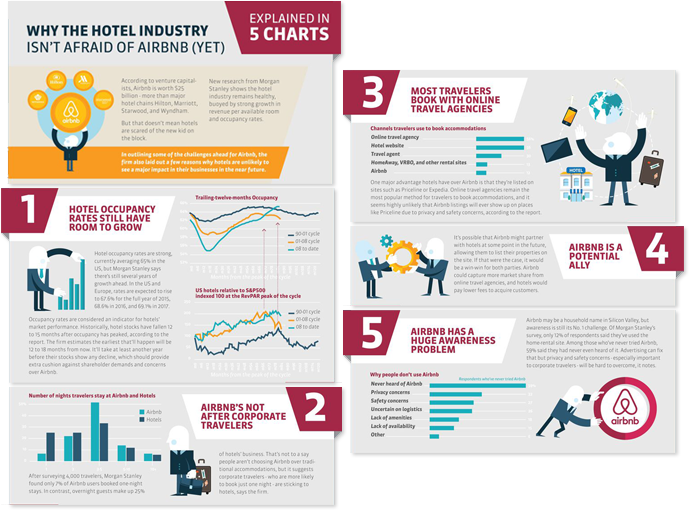 WHY THE HOTEL INDUSTRY
ISN'T AFRAID OF AIRBNB (YET)
EXPLAINED IN
5 CHARTS
airbnb
According to venture capital-
ists, Airbnb is worth $25
billion - more than major
hotel chains Hilton, Marriott,
Starwood, and Wyndham.
But that doesn't mean hotels
are scared of the new kid on
the block.
New research from Morgan
Stanley shows the hotel
industry remains healthy,
buoyed by strong growth in
revenue per available room
and occupancy rates.
In outlining some of the challenges ahead for Airbnb, the
firm also laid out a few reasons why hotels are unlikely to
see a major impact in their businesses in the near future.
1
HOTEL OCCUPANCY
RATES STILL HAVE
ROOM TO GROW
Hotel occupancy rates are strong,
currently averaging 65% in the
US, but Morgan Stanley says
there's still several years of
growth ahead. In the US and
Europe, rates are expected to rise
to 67.6% for the full year of 2015,
68.6% in 2016, and 69.1% in 2017.
Occupancy rates are considered an indicator for hotels'
market performance. Historically, hotel stocks have fallen 12
to 15 months after occupancy has peaked, according to the
report. The firm estimates the earliest that'll happen will be
12 to 18 months from now. It'll take at least another year
before their stocks show any decline, which should provide
extra cushion against shareholder demands and concerns
over Airbnb.
Trailing-twelve-months Occupancy
90-01 cycle
01-08 cycle
08 to date
US hotels relative to S&P500
indexed 100 at the RevPAR peak of the cycle
90-01 cycle
01-08 cycle
08 to date
Number of nights travelers stay at Airbnb and Hotels
Airbnb
Hotels
After surveying 4,000 travelers, Morgan Stanley
found only 7% of Airbnb users booked one-night
stays. In contrast, overnight guests make up 25%
AIRBNB'S NOT
AFTER CORPORATE
TRAVELERS
2
of hotels' business. That's not to a say
people aren't choosing Airbnb over tradi-
tional accommodations, but it suggests
corporate travelers - who are more likely
to book just one night - are sticking to
hotels, says the firm.
3
MOST TRAVELERS
BOOK WITH ONLINE
TRAVEL AGENCIES
Channels travelers use to book accommodations
Online travel agency
Hotel website
Travel agent
HomeAway, VRBO, and other rental sites
Airbnb
HOTEL
One major advantage hotels have over Airbnb is that they're listed on
sites such as Priceline or Expedia. Online travel agencies remain the
most popular method for travelers to book accommodations, and it
seems highly unlikely that Airbnb listings will ever show up on places
like Priceline due to privacy and safety concerns, according to the report.
It's possible that Airbnb might partner
with hotels at some point in the future,
allowing them to list their properties on
the site. If that were the case, it would
be a win-win for both parties. Airbnb
could capture more market share from
online travel agencies, and hotels would
pay lower fees to acquire customers.
AIRBNB IS A
POTENTIAL
ALLY
4
5
AIRBNB HAS A
HUGE AWARENESS
PROBLEM
Airbnb may be a household name in Silicon Valley, but
awareness is still its No. 1 challenge. Of Morgan Stanley's
survey, only 12% of respondents said they've used the
home-rental site. Among those who've never tried Airbnb,
59% said they had never even heard of it. Advertising can fix
that but privacy and safety concerns - especially important
to corporate travelers - will be hard to overcome, it notes.
Why people don't use Airbnb
Respondents who've never tried Airbnb
Never heard of Airbnb
Privacy concerns
Safety concerns
Uncertain on logistics
Lack of amenities
Lack of availability
Other
airbnb